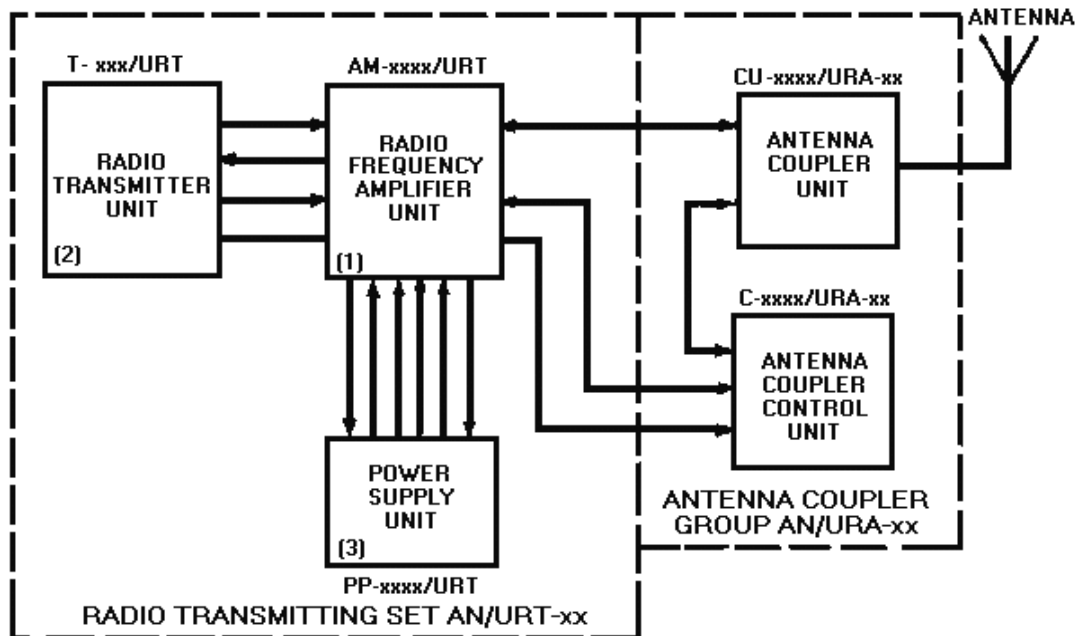 ANTENNA
T- xxx/URT
AM-xxxx/URT
CU-xxxx/URA-xx
RADIO
TRANSMITTER
UNIT
(2)
RADIO
FREQUENCY
AMPLIFIER
UNIT
(1)
ANTENNA
COUPLER
UNIT
C-xxxx/URA-xx
ANTENNA
COUPLER
CONTROL
UNIT
POWER
SUPPLY
UNIT
(3)
PP-xxxx/URT
ANTENNA COUPLER
GROUP AN/URA-xx
RADIO TRANSMITTING SET AN/URT-xx